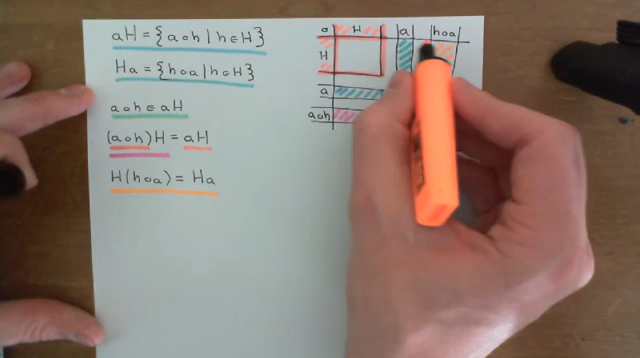 aH = {a∘h | h∈H}
Ha = {h∘a | h∈H}
a∘h ∈ aH
(a∘h)H = aH
H(h∘a) = Ha
∘ H a h∘a
H
a
a∘h